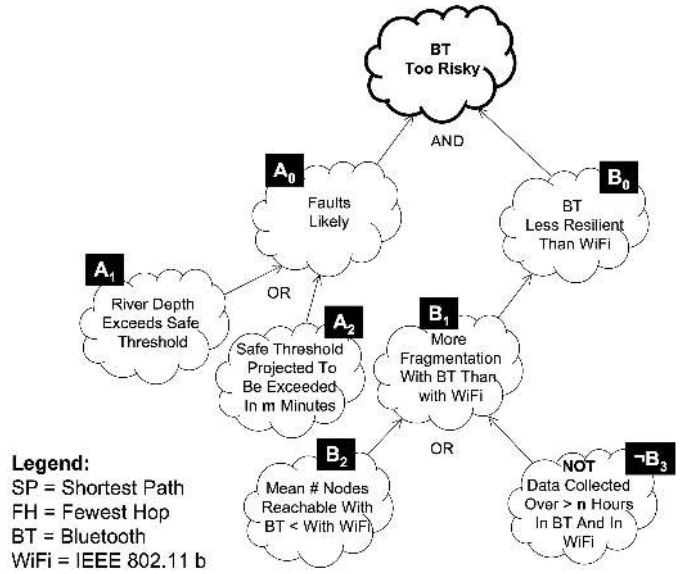 BT
Too Risky
AND
A₀
Faults
Likely
B₀
BT
Less Resilient
Than WiFi
A₁
River Depth
Exceeds Safe
Threshold
OR
A₂
Safe Threshold
Projected To
Be Exceeded
In m Minutes
B₁
More
Fragmentation
With BT Than
with WiFi
OR
B₂
Mean # Nodes
Reachable With
BT < With WiFi
¬B₃
NOT
Data Collected
Over > n Hours
In BT And In
WiFi
Legend:
SP = Shortest Path
FH = Fewest Hop
BT = Bluetooth
WiFi = IEEE 802.11 b